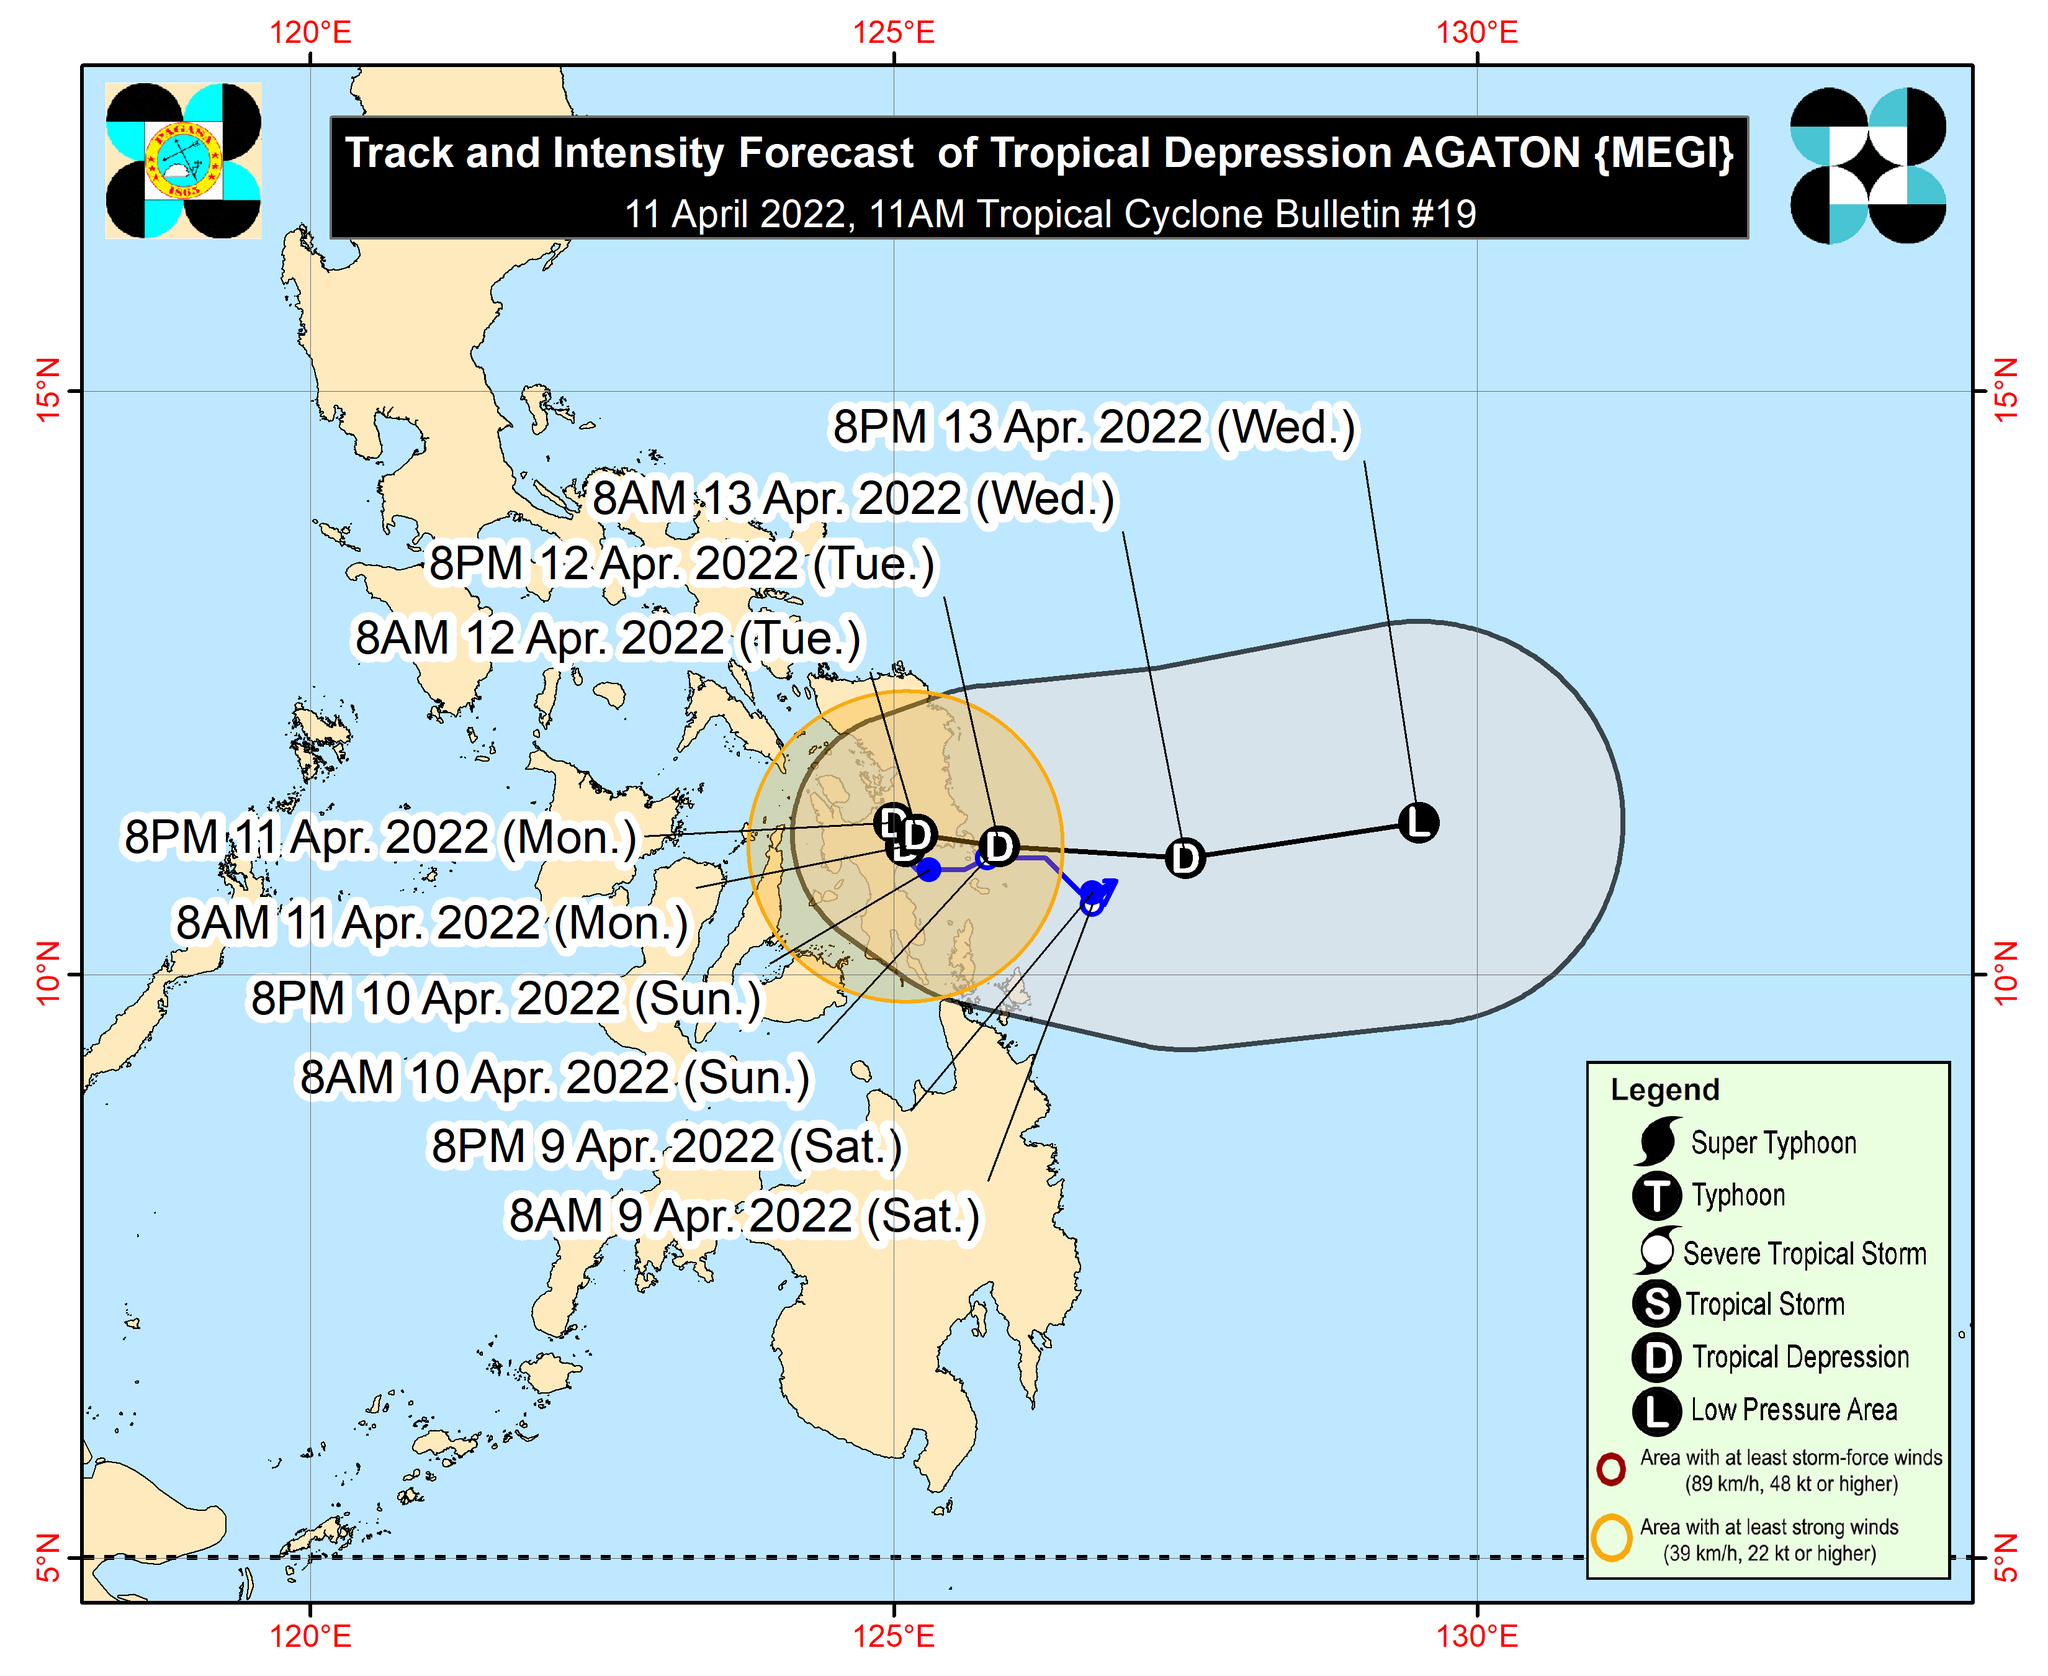 120°E
125°E
130°E
PAGASA
1865
Track and Intensity Forecast  of Tropical Depression AGATON {MEGI}
11 April 2022, 11AM Tropical Cyclone Bulletin #19
15°N
15°N
8PM 13 Apr. 2022 (Wed.)
8AM 13 Apr. 2022 (Wed.)
8PM 12 Apr. 2022 (Tue.)
8AM 12 Apr. 2022 (Tue.)
8PM 11 Apr. 2022 (Mon.)
D
D
D
D
D
L
8AM 11 Apr. 2022 (Mon.)
10°N
10°N
8PM 10 Apr. 2022 (Sun.)
8AM 10 Apr. 2022 (Sun.)
8PM 9 Apr. 2022 (Sat.)
8AM 9 Apr. 2022 (Sat.)
Legend
Super Typhoon
T Typhoon
Severe Tropical Storm
S Tropical Storm
D Tropical Depression
L Low Pressure Area
Area with at least storm-force winds
(89 km/h, 48 kt or higher)
Area with at least strong winds
(39 km/h, 22 kt or higher)
5°N
5°N
120°E
125°E
130°E